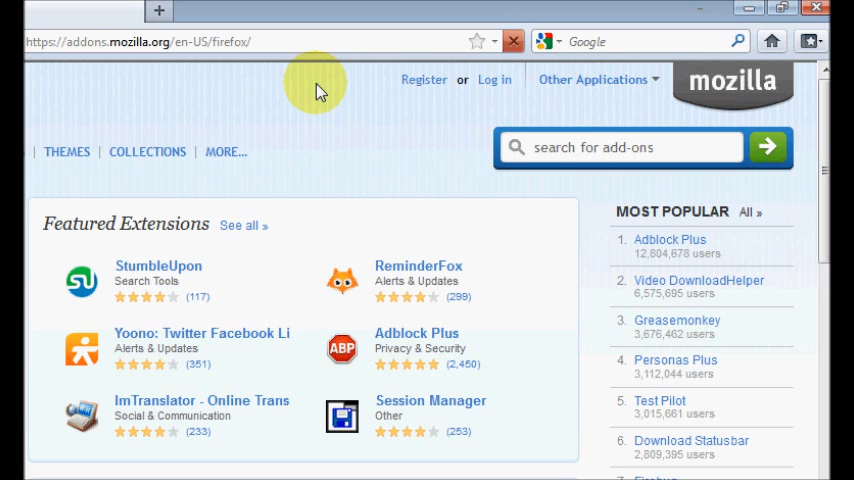 https://addons.mozilla.org/en-US/firefox/
Google
Register or Log in
Other Applications
mozilla
THEMES | COLLECTIONS | MORE...
search for add-ons
Featured Extensions See all »
StumbleUpon
Search Tools
(117)
ReminderFox
Alerts & Updates
(299)
Yoono: Twitter Facebook Li
Alerts & Updates
(351)
Adblock Plus
Privacy & Security
(2,450)
ABP
ImTranslator - Online Trans
Social & Communication
(233)
Session Manager
Other
(253)
MOST POPULAR All »
1. Adblock Plus
12,804,678 users
2. Video DownloadHelper
6,575,695 users
3. Greasemonkey
3,676,462 users
4. Personas Plus
3,112,044 users
5. Test Pilot
3,015,661 users
6. Download Statusbar
2,809,395 users